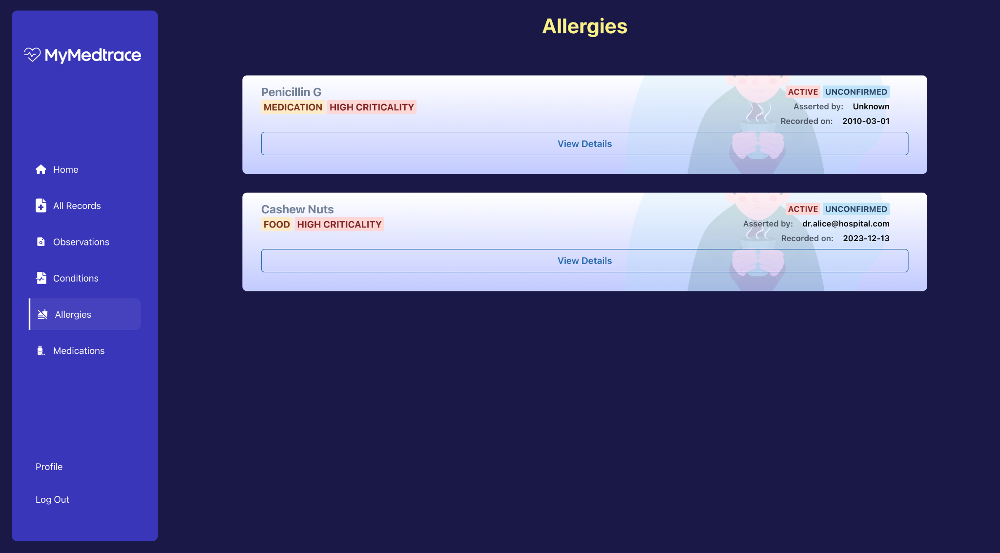 MyMedtrace
Home
All Records
Observations
Conditions
Allergies
Medications
Profile
Log Out
Allergies
Penicillin G
MEDICATION HIGH CRITICALITY
ACTIVE UNCONFIRMED
Asserted by: Unknown
Recorded on: 2010-03-01
View Details
Cashew Nuts
FOOD HIGH CRITICALITY
ACTIVE UNCONFIRMED
Asserted by: dr.alice@hospital.com
Recorded on: 2023-12-13
View Details